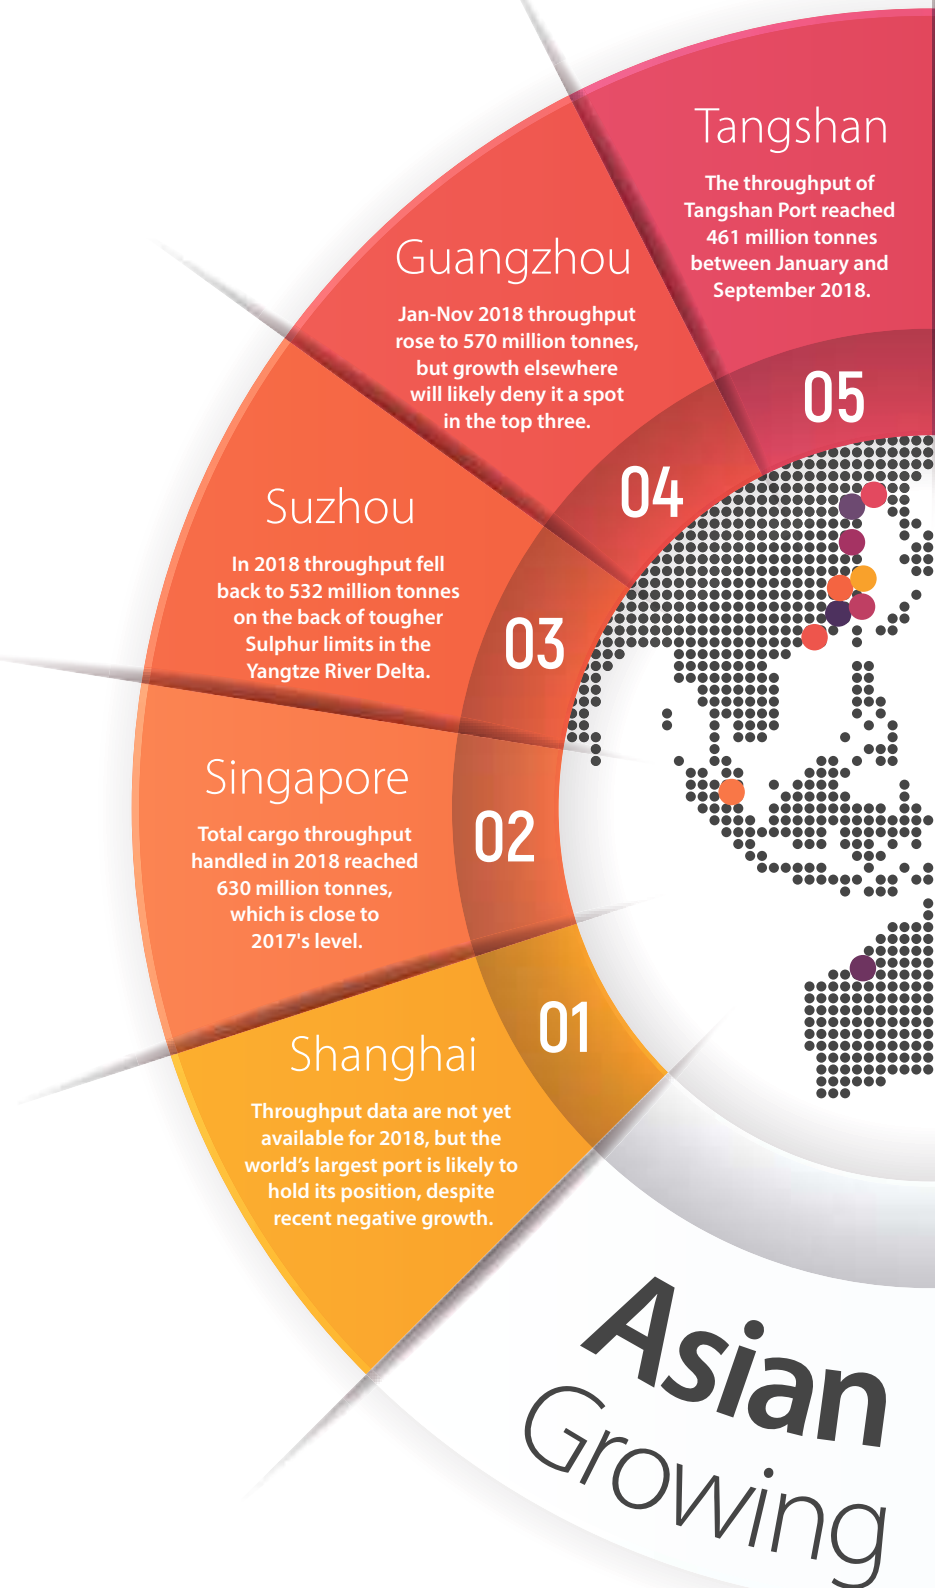 Tangshan
The throughput of
Tangshan Port reached
461 million tonnes
between January and
September 2018.
05
Guangzhou
Jan-Nov 2018 throughput
rose to 570 million tonnes,
but growth elsewhere
will likely deny it a spot
in the top three.
04
Suzhou
In 2018 throughput fell
back to 532 million tonnes
on the back of tougher
Sulphur limits in the
Yangtze River Delta.
03
Singapore
Total cargo throughput
handled in 2018 reached
630 million tonnes,
which is close to
2017's level.
02
Shanghai
Throughput data are not yet
available for 2018, but the
world’s largest port is likely to
hold its position, despite
recent negative growth.
01
Asian
Growing